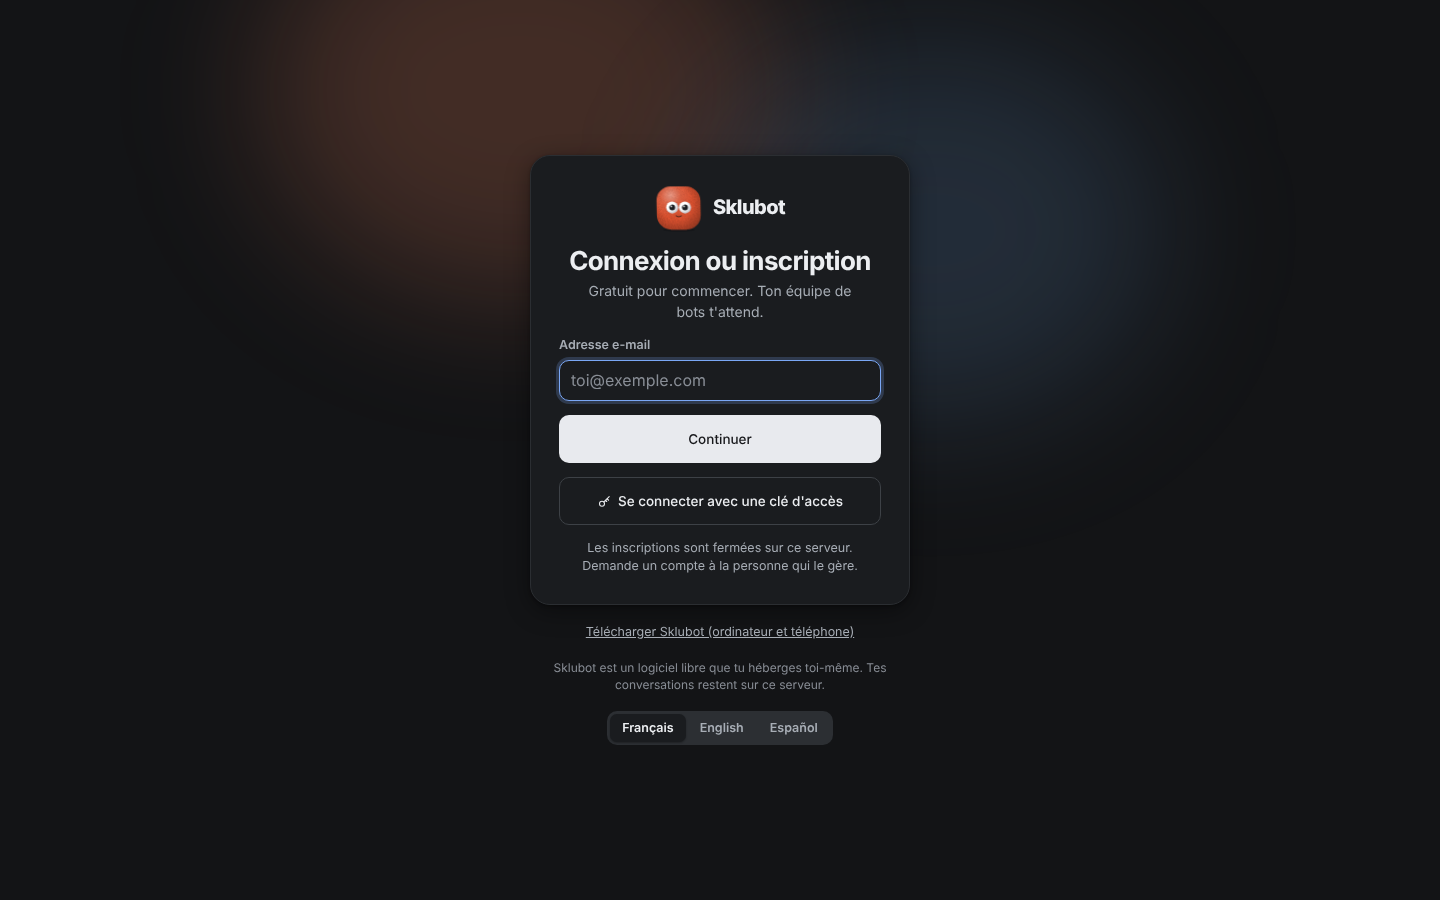 Sklubot
Connexion ou inscription
Gratuit pour commencer. Ton équipe de
bots t'attend.
Adresse e-mail
toi@exemple.com
Continuer
Se connecter avec une clé d'accès
Les inscriptions sont fermées sur ce serveur.
Demande un compte à la personne qui le gère.
Télécharger Sklubot (ordinateur et téléphone)
Sklubot est un logiciel libre que tu héberges toi-même. Tes
conversations restent sur ce serveur.
Français English Español